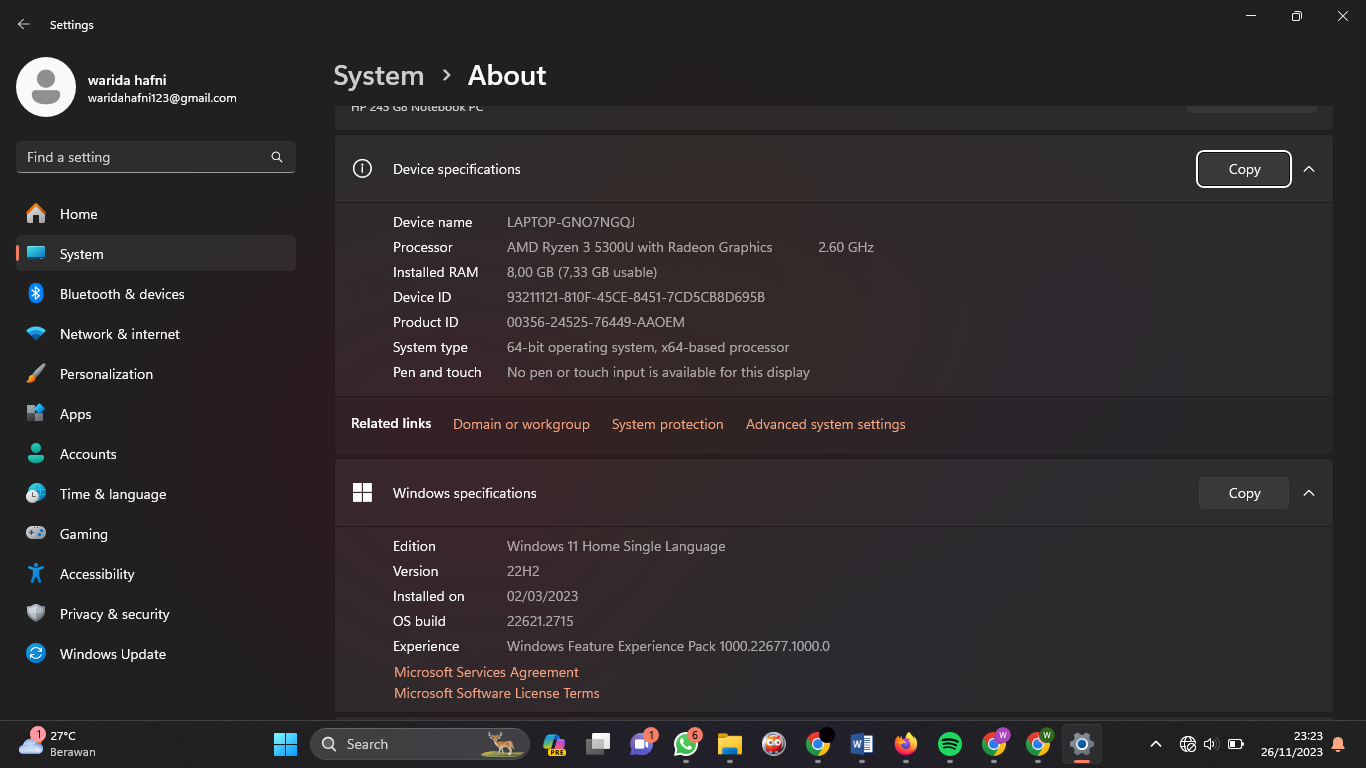 Settings
warida hafni
waridahafni123@gmail.com
Find a setting
Home
System
Bluetooth & devices
Network & internet
Personalization
Apps
Accounts
Time & language
Gaming
Accessibility
Privacy & security
Windows Update
System > About
HP 245 G8 Notebook PC
Device specifications
Copy
Device name LAPTOP-GNO7NGQJ
Processor AMD Ryzen 3 5300U with Radeon Graphics 2.60 GHz
Installed RAM 8,00 GB (7,33 GB usable)
Device ID 93211121-810F-45CE-8451-7CD5CB8D695B
Product ID 00356-24525-76449-AAOEM
System type 64-bit operating system, x64-based processor
Pen and touch No pen or touch input is available for this display
Related links Domain or workgroup System protection Advanced system settings
Windows specifications
Copy
Edition Windows 11 Home Single Language
Version 22H2
Installed on 02/03/2023
OS build 22621.2715
Experience Windows Feature Experience Pack 1000.22677.1000.0
Microsoft Services Agreement
Microsoft Software License Terms
1
27°C
Berawan
Search
PRE
1
6
W
W
W
23:23
26/11/2023